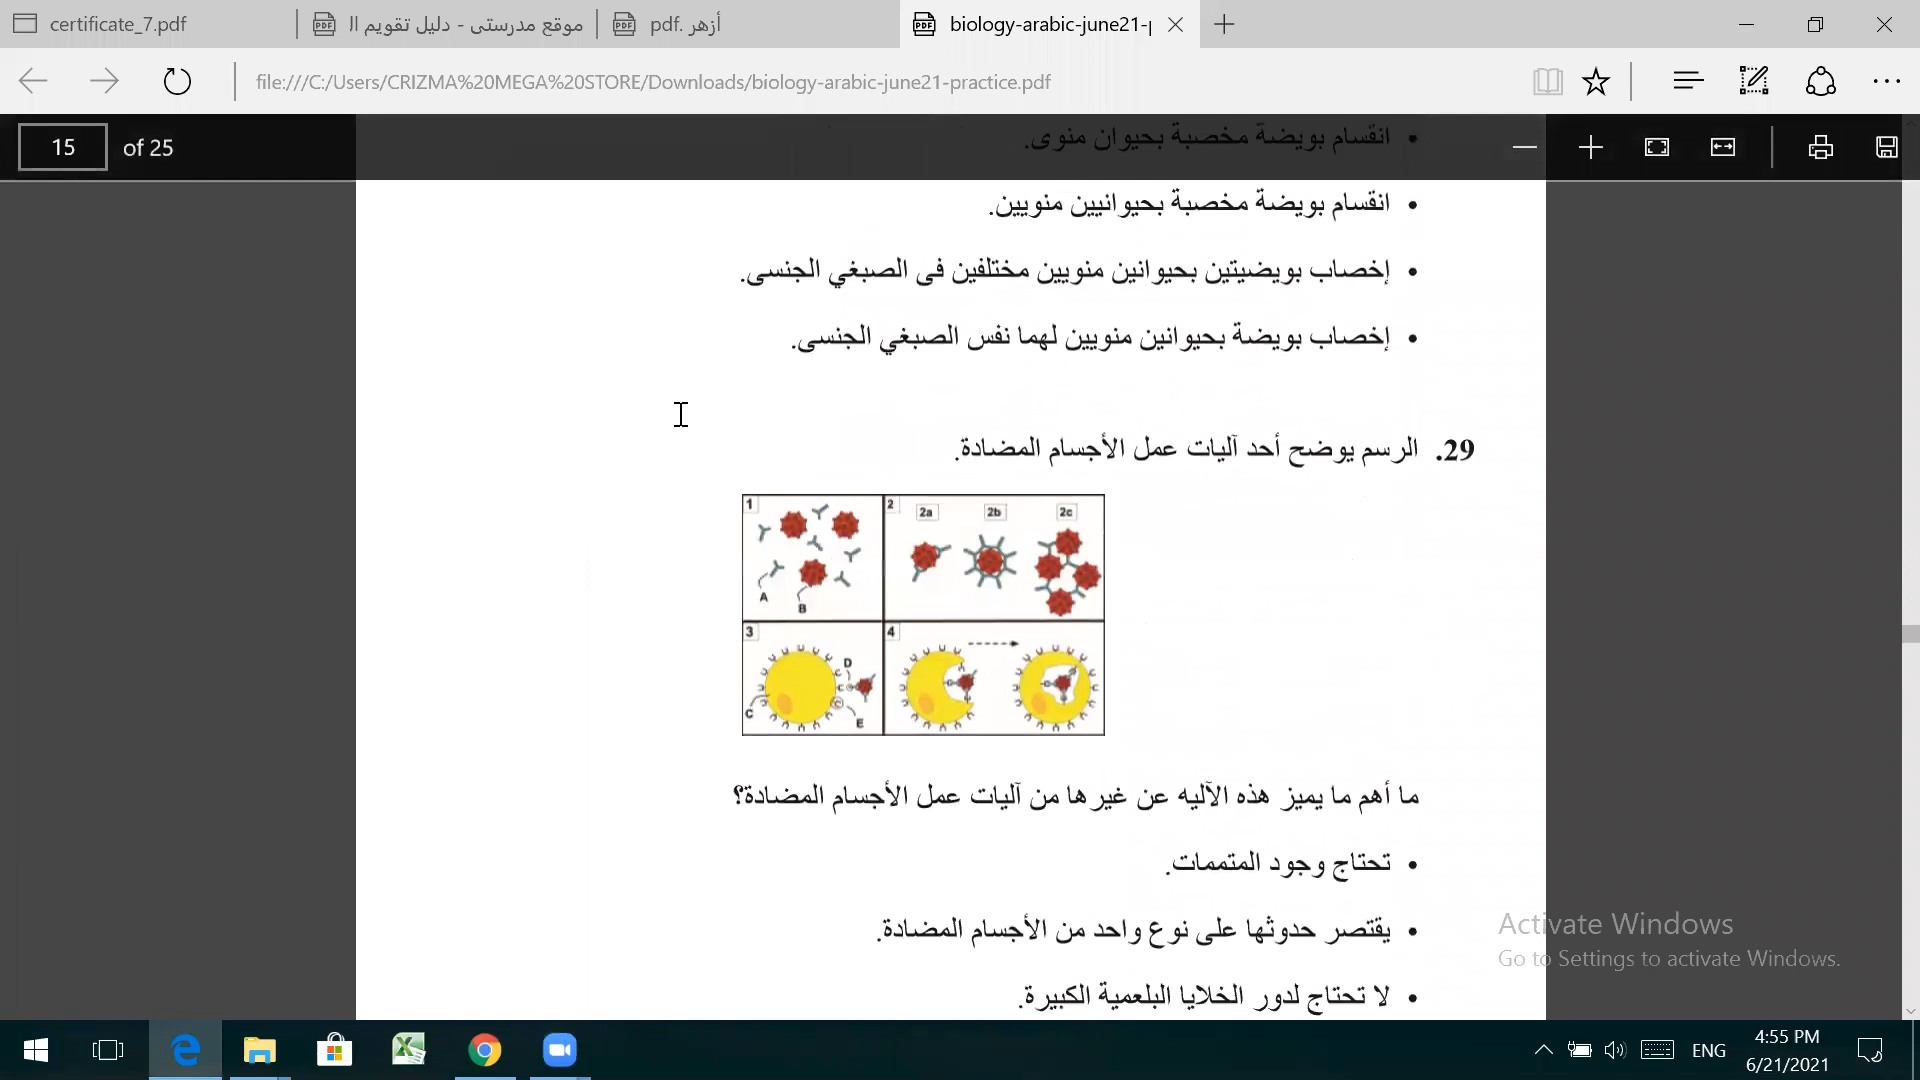 certificate_7.pdf
موقع مدرستى - دليل تقويم ال
أزهر .pdf
biology-arabic-june21-p
file:///C:/Users/CRIZMA%20MEGA%20STORE/Downloads/biology-arabic-june21-practice.pdf
15 of 25
• انقسام بويضة مخصبة بحيوان منوى.
• انقسام بويضة مخصبة بحيوانيين منويين.
• إخصاب بويضيتين بحيوانين منويين مختلفين فى الصبغي الجنسى.
• إخصاب بويضة بحيوانين منويين لهما نفس الصبغي الجنسى.
29. الرسم يوضح أحد آليات عمل الأجسام المضادة.
1
2
2a 2b 2c
A
B
3
4
D
C
E
ما أهم ما يميز هذه الآليه عن غيرها من آليات عمل الأجسام المضادة؟
• تحتاج وجود المتممات.
• يقتصر حدوثها على نوع واحد من الأجسام المضادة.
• لا تحتاج لدور الخلايا البلعمية الكبيرة.
Activate Windows
Go to Settings to activate Windows.
ENG
4:55 PM
6/21/2021